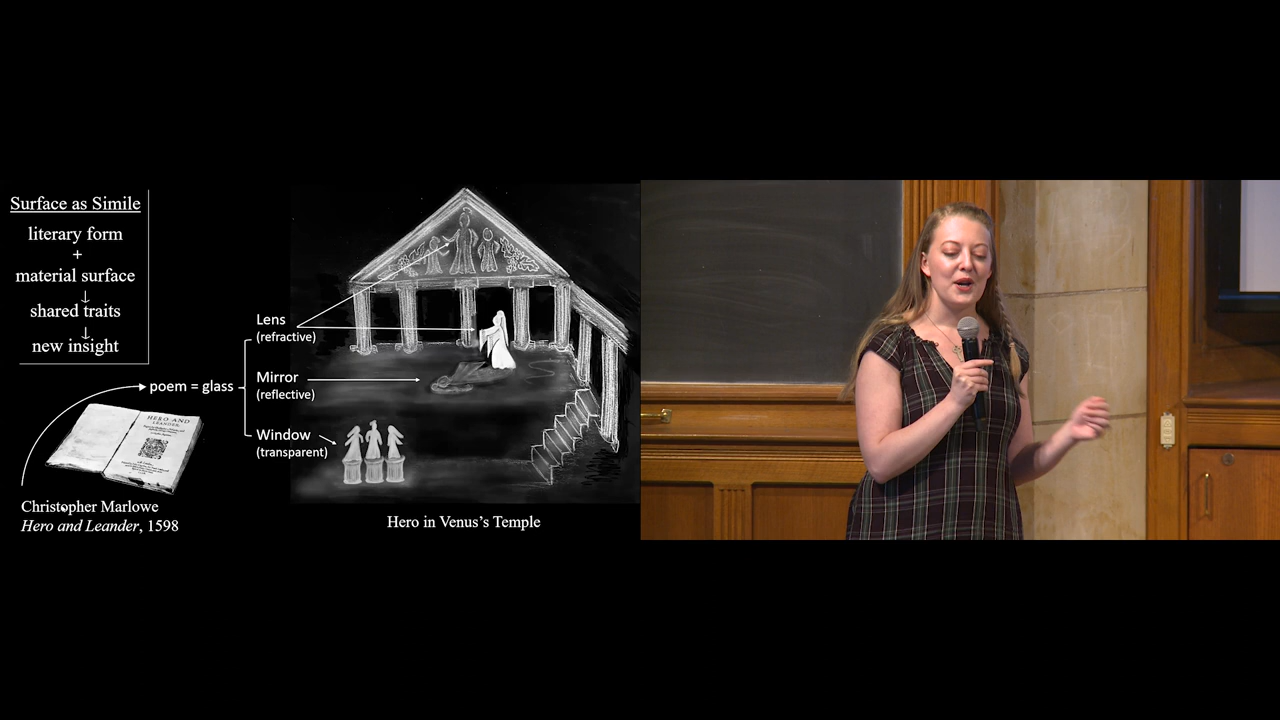 Surface as Simile
literary form
+
material surface
↓
shared traits
↓
new insight
poem = glass
Lens
(refractive)
Mirror
(reflective)
Window
(transparent)
HERO AND
LEANDER
Christopher Marlowe
Hero and Leander, 1598
Hero in Venus's Temple